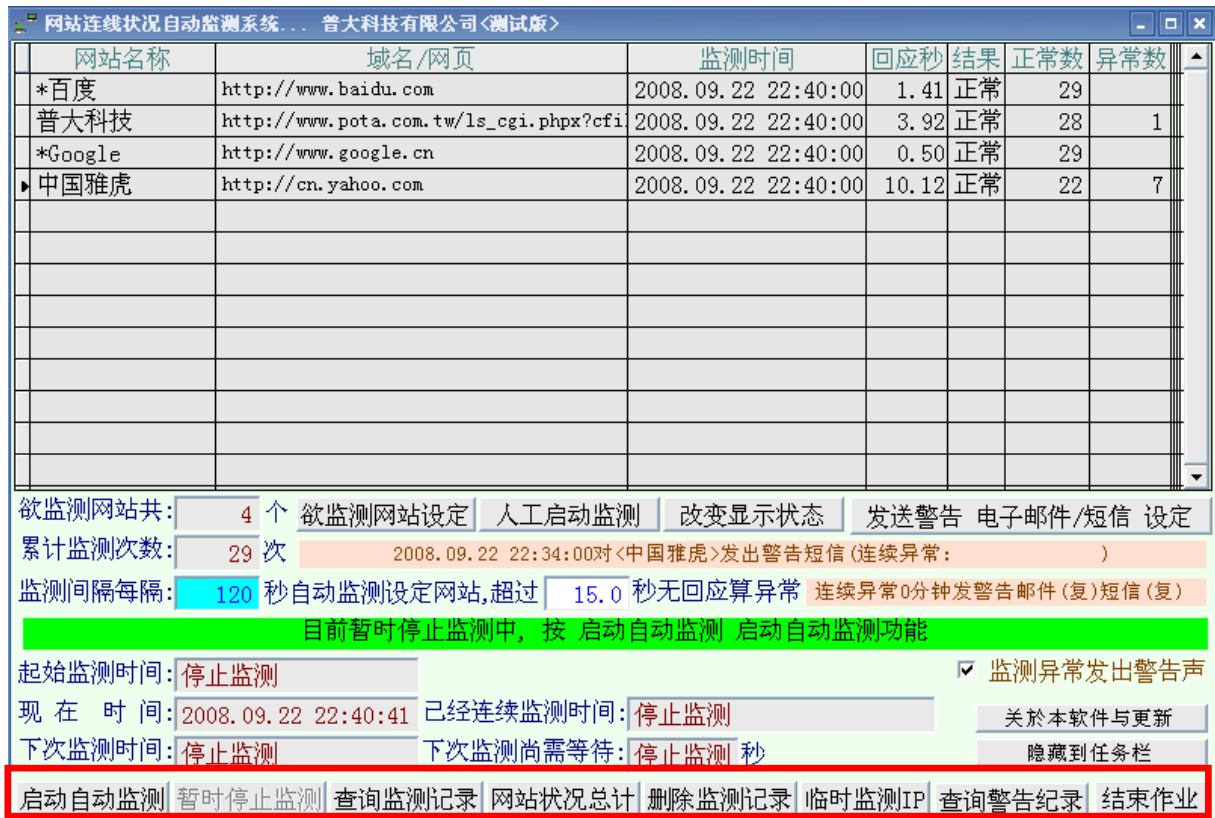 网站连线状况自动监测系统... 普大科技有限公司<测试版>
网站名称 域名/网页 监测时间 回应秒 结果 正常数 异常数
*百度 http://www.baidu.com 2008.09.22 22:40:00 1.41 正常 29
普大科技 http://www.pota.com.tw/ls_cgi.phpx?cfil 2008.09.22 22:40:00 3.92 正常 28 1
*Google http://www.google.cn 2008.09.22 22:40:00 0.50 正常 29
中国雅虎 http://cn.yahoo.com 2008.09.22 22:40:00 10.12 正常 22 7
欲监测网站共: 4 个 欲监测网站设定 人工启动监测 改变显示状态 发送警告 电子邮件/短信 设定
累计监测次数: 29 次 2008.09.22 22:34:00对<中国雅虎>发出警告短信(连续异常: )
监测间隔每隔: 120 秒自动监测设定网站,超过 15.0 秒无回应算异常 连续异常0分钟发警告邮件(复)短信(复)
目前暂时停止监测中, 按 启动自动监测 启动自动监测功能
起始监测时间: 停止监测 监测异常发出警告声
现 在 时 间: 2008.09.22 22:40:41 已经连续监测时间: 停止监测 关於本软件与更新
下次监测时间: 停止监测 下次监测尚需等待: 停止监测 秒 隐藏到任务栏
启动自动监测 暂时停止监测 查询监测记录 网站状况总计 删除监测记录 临时监测IP 查询警告纪录 结束作业